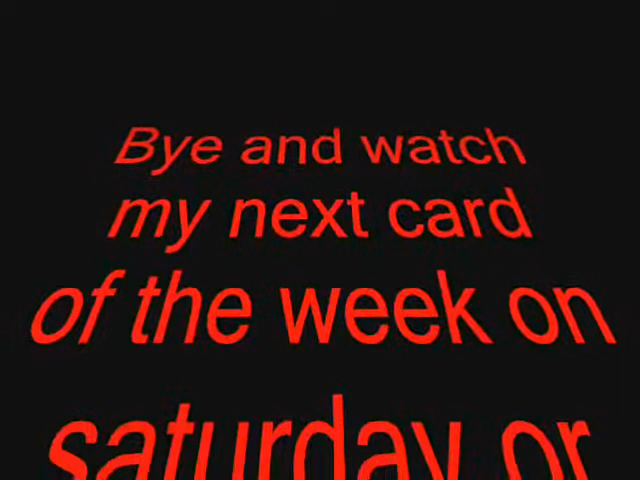 Bye and watch
my next card
of the week on
saturday or